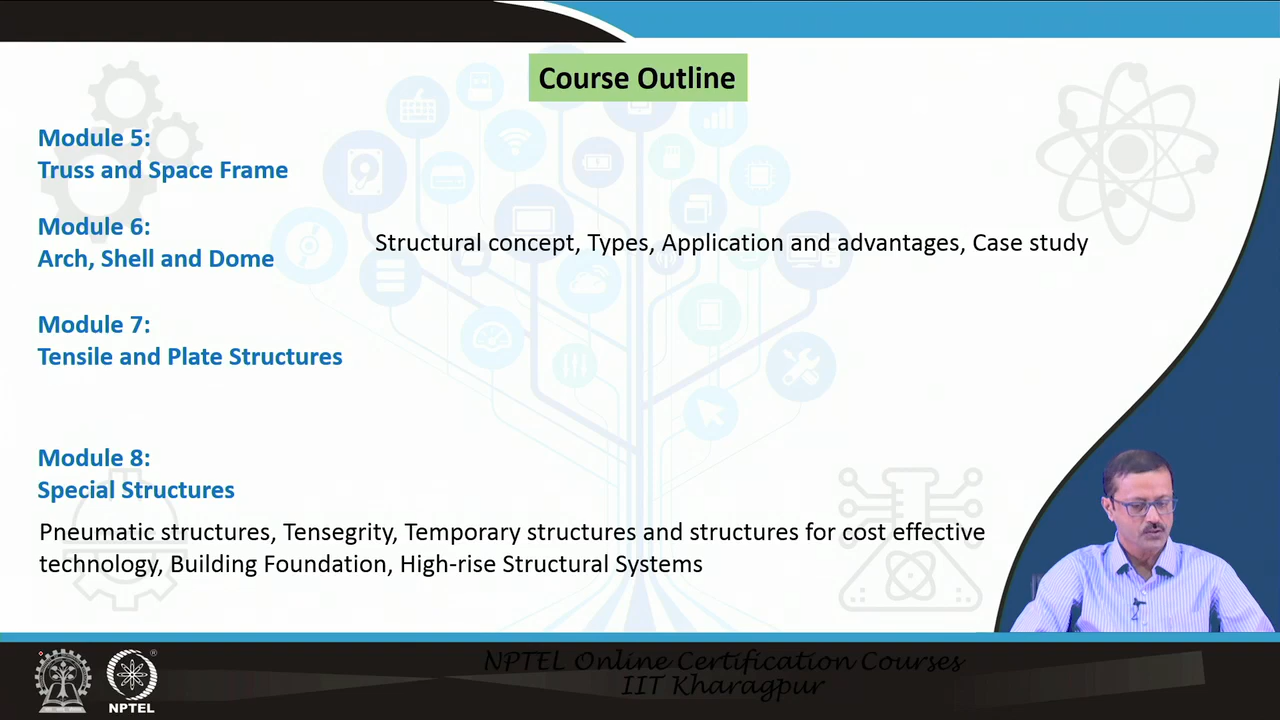 Course Outline
Module 5:
Truss and Space Frame
Module 6:
Arch, Shell and Dome
Structural concept, Types, Application and advantages, Case study
Module 7:
Tensile and Plate Structures
Module 8:
Special Structures
Pneumatic structures, Tensegrity, Temporary structures and structures for cost effective
technology, Building Foundation, High-rise Structural Systems
NPTEL Online Certification Courses
IIT Kharagpur
NPTEL